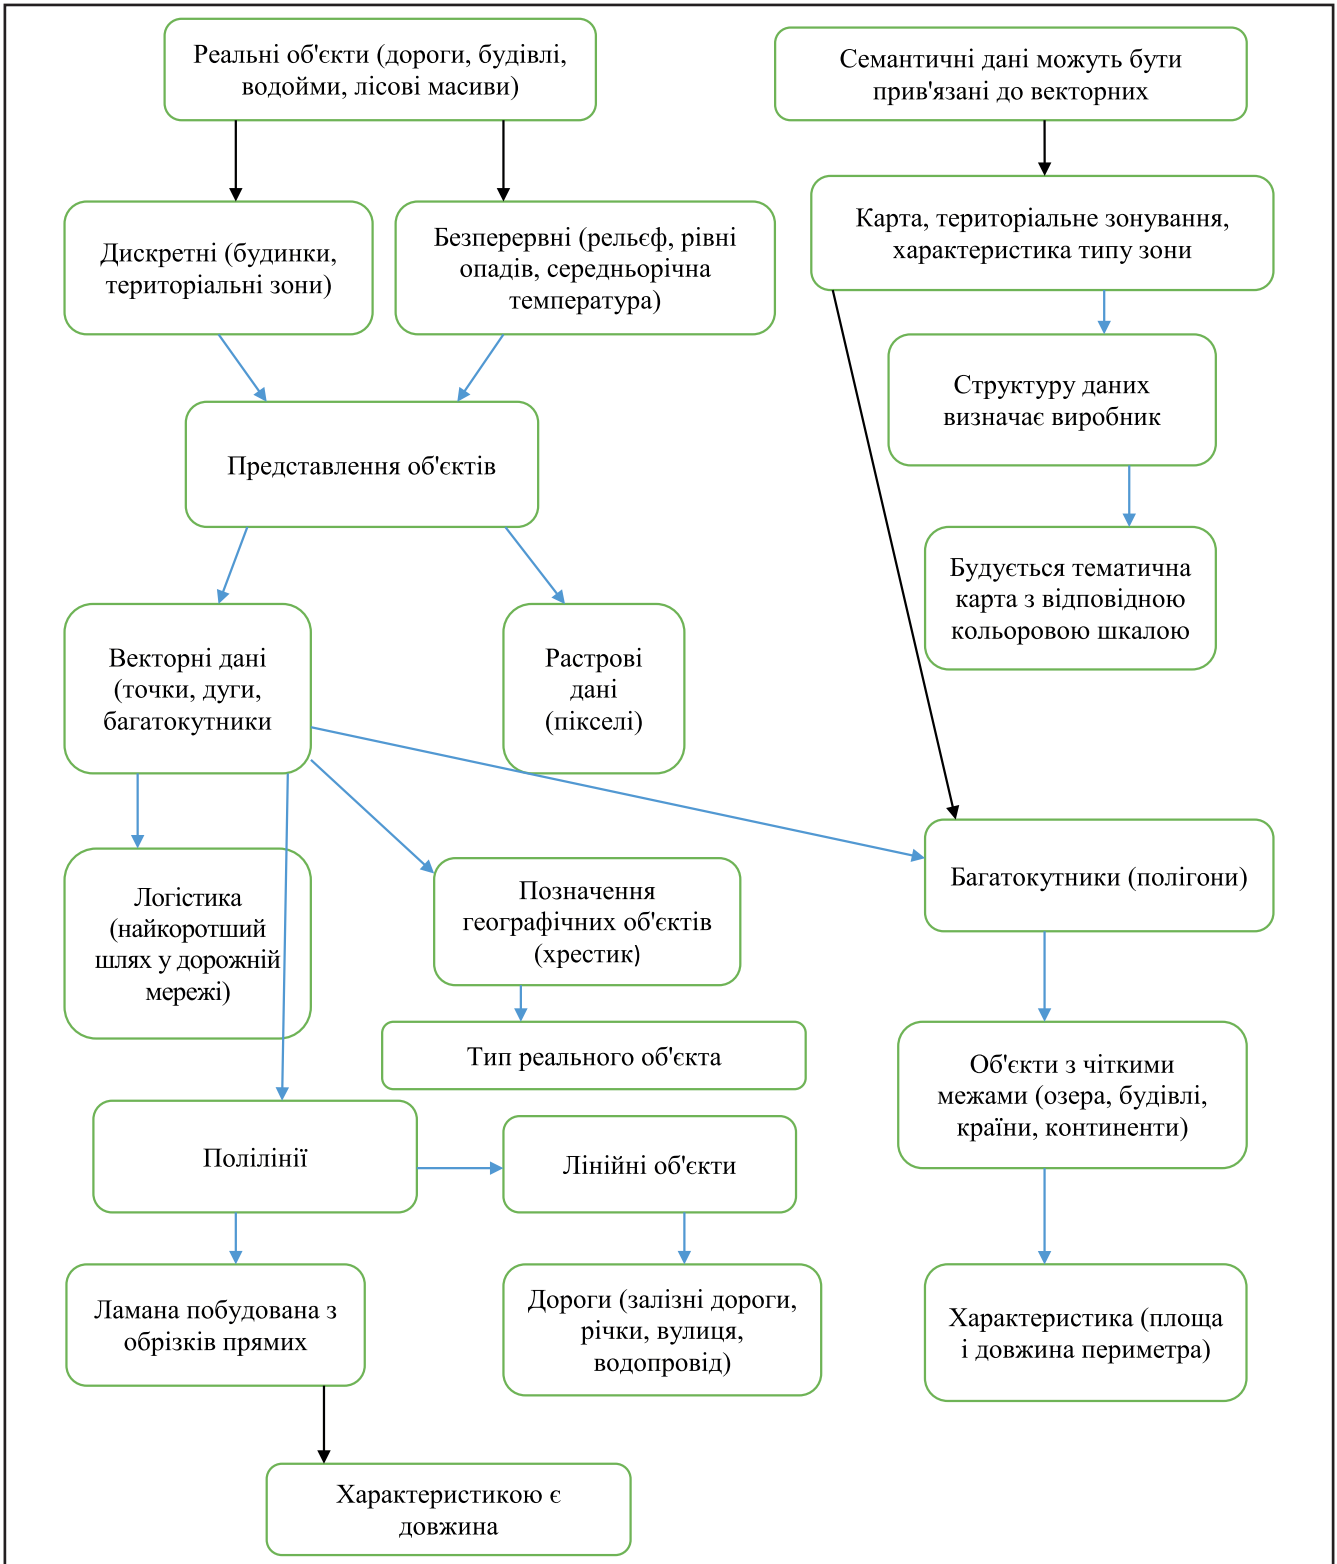 Реальні об'єкти (дороги, будівлі,
водойми, лісові масиви)
Семантичні дані можуть бути
прив'язані до векторних
Дискретні (будинки,
територіальні зони)
Безперервні (рельєф, рівні
опадів, середньорічна
температура)
Карта, територіальне зонування,
характеристика типу зони
Структуру даних
визначає виробник
Представлення об'єктів
Будується тематична
карта з відповідною
кольоровою шкалою
Векторні дані
(точки, дуги,
багатокутники
Растрові
дані
(пікселі)
Логістика
(найкоротший
шлях у дорожній
мережі)
Позначення
географічних об'єктів
(хрестик)
Багатокутники (полігони)
Тип реального об'єкта
Об'єкти з чіткими
межами (озера, будівлі,
країни, континенти)
Полілінії
Лінійні об'єкти
Ламана побудована з
обрізків прямих
Дороги (залізні дороги,
річки, вулиця,
водопровід)
Характеристика (площа
і довжина периметра)
Характеристикою є
довжина